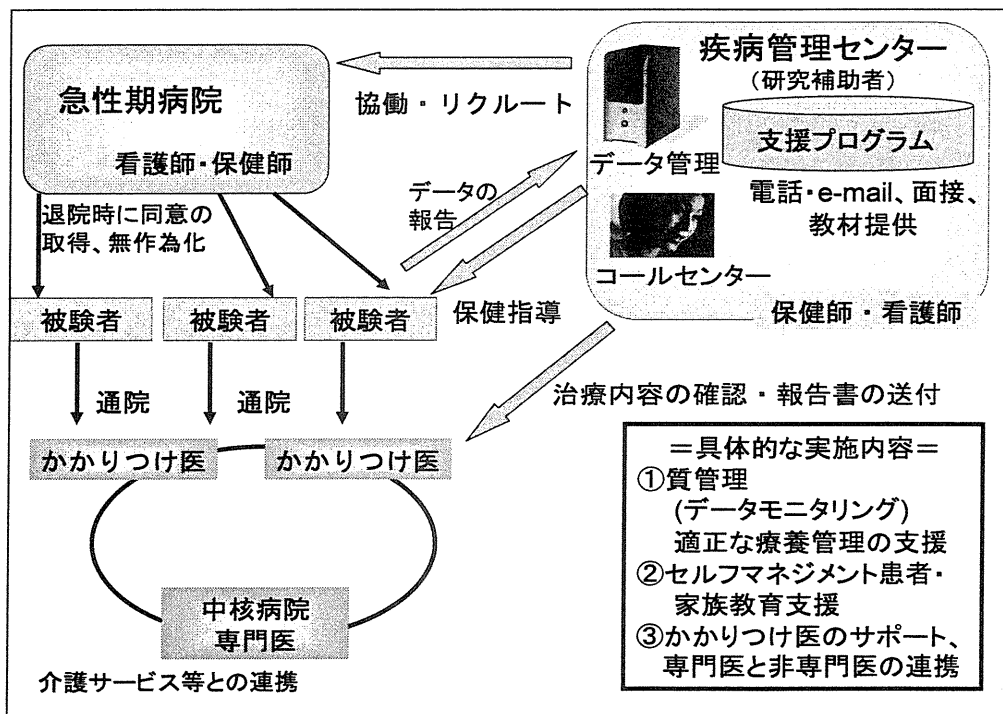 疾病管理センター
(研究補助者)
急性期病院
看護師・保健師
協働・リクルート
データ管理
支援プログラム
電話・e-mail、面接、
教材提供
コールセンター
保健師・看護師
退院時に同意の
取得、無作為化
データの
報告
保健指導
被験者
被験者
被験者
通院
通院
治療内容の確認・報告書の送付
かかりつけ医
かかりつけ医
中核病院
専門医
介護サービス等との連携
＝具体的な実施内容＝
①質管理
(データモニタリング)
適正な療養管理の支援
②セルフマネジメント患者・
家族教育支援
③かかりつけ医のサポート、
専門医と非専門医の連携